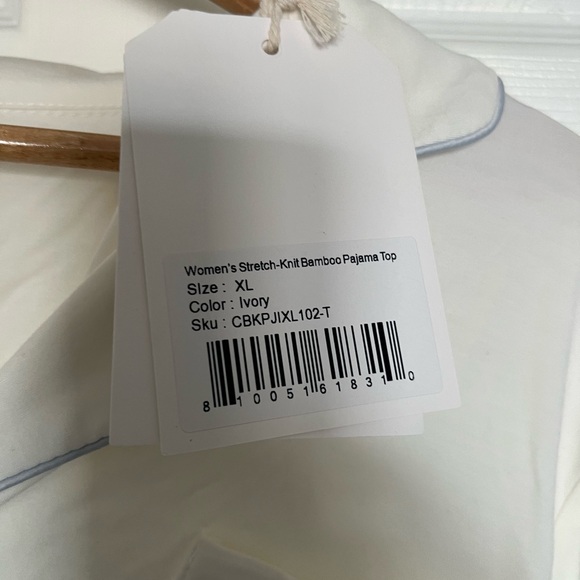 Women's Stretch-Knit Bamboo Pajama Top
Size : XL
Color : Ivory
Sku : CBKPJIXL102-T
8 10051 61831 0